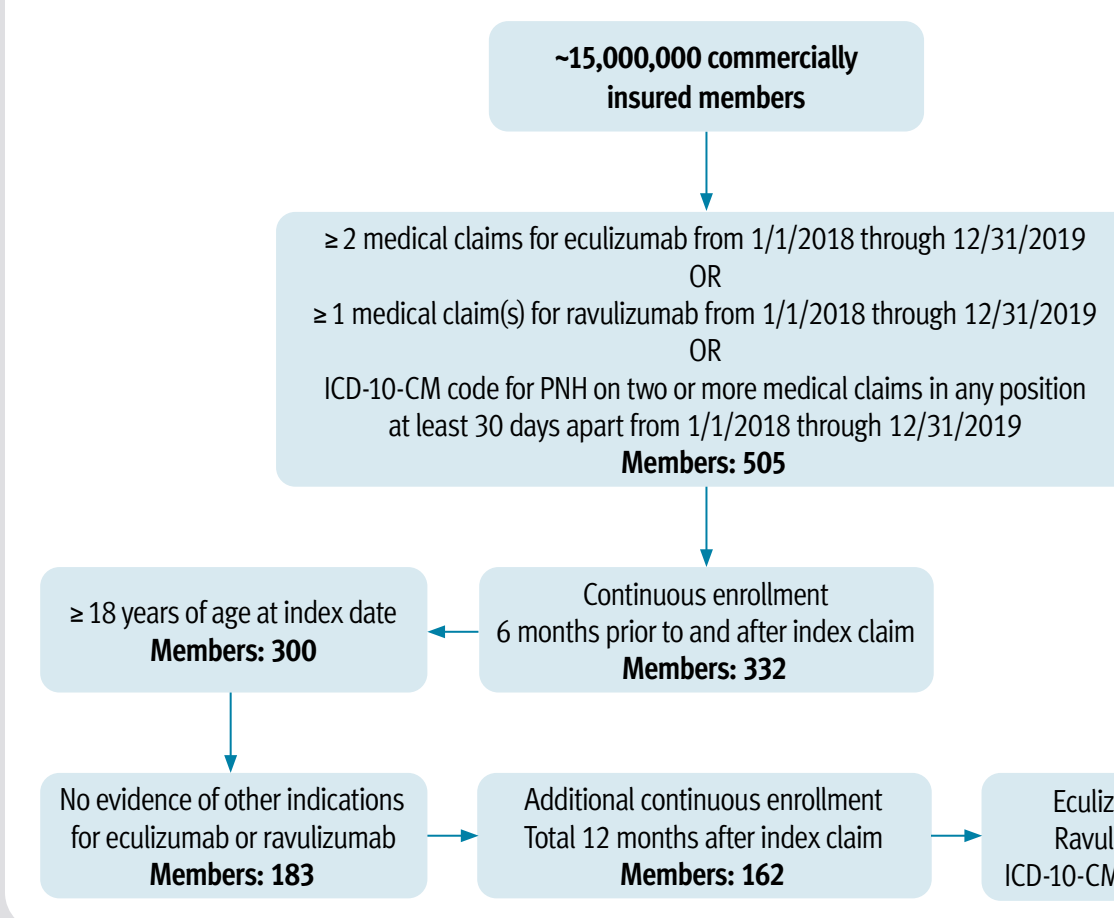 ~15,000,000 commercially
insured members
≥ 2 medical claims for eculizumab from 1/1/2018 through 12/31/2019
OR
≥ 1 medical claim(s) for ravulizumab from 1/1/2018 through 12/31/2019
OR
ICD-10-CM code for PNH on two or more medical claims in any position
at least 30 days apart from 1/1/2018 through 12/31/2019
Members: 505
Continuous enrollment
6 months prior to and after index claim
Members: 332
≥ 18 years of age at index date
Members: 300
No evidence of other indications
for eculizumab or ravulizumab
Members: 183
Additional continuous enrollment
Total 12 months after index claim
Members: 162
Eculiz
Ravul
ICD-10-CM